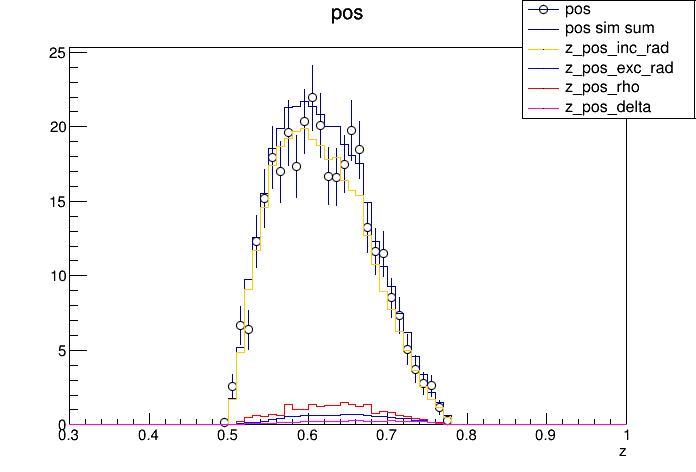 pos
pos
pos sim sum
z_pos_inc_rad
z_pos_exc_rad
z_pos_rho
z_pos_delta
25
20
15
10
5
0
0.3 0.4 0.5 0.6 0.7 0.8 0.9 1
z